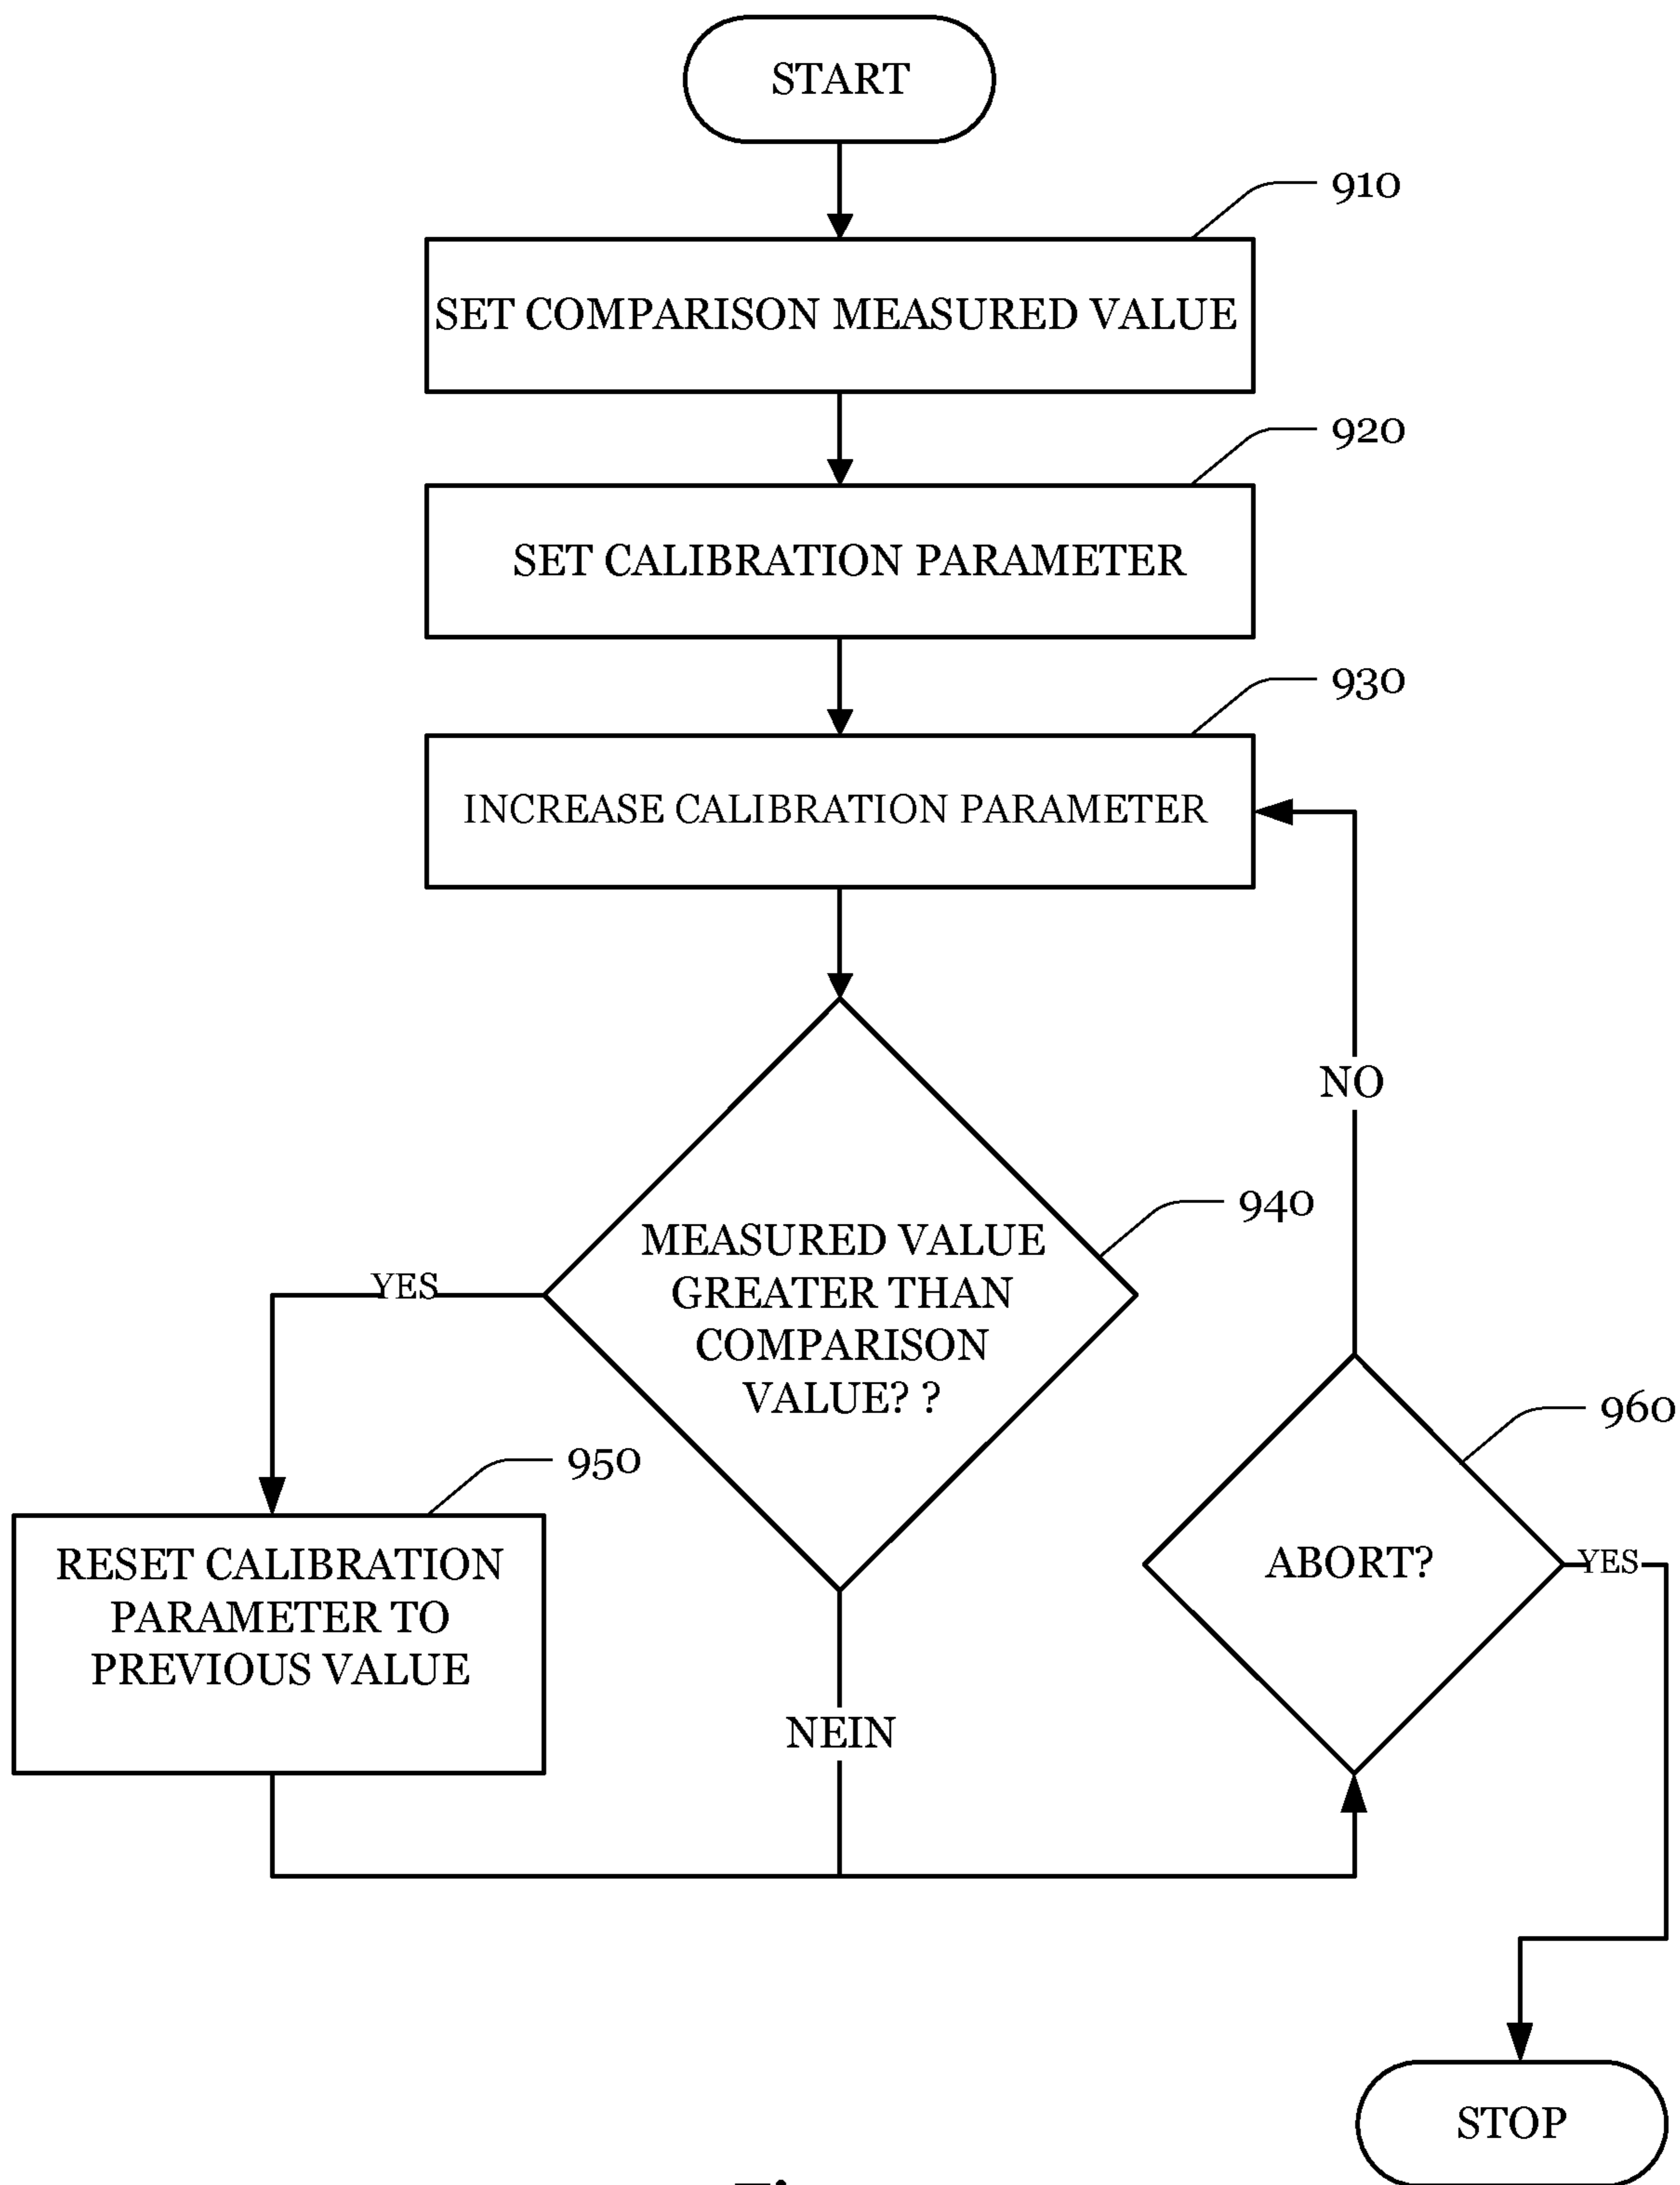 START
910
SET COMPARISON MEASURED VALUE
920
SET CALIBRATION PARAMETER
930
INCREASE CALIBRATION PARAMETER
NO
940
MEASURED VALUE
GREATER THAN
COMPARISON
VALUE? ?
YES
960
950
RESET CALIBRATION
PARAMETER TO
PREVIOUS VALUE
ABORT?
YES
NEIN
STOP